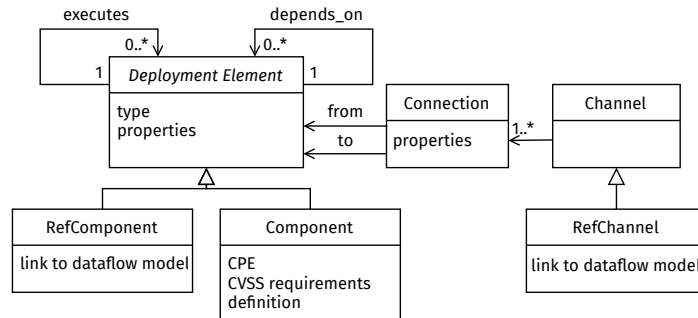 executes
depends_on
0..*
0..*
1
Deployment Element
1
type
properties
from
to
Connection
properties
1..*
Channel
RefComponent
link to dataflow model
Component
CPE
CVSS requirements
definition
RefChannel
link to dataflow model